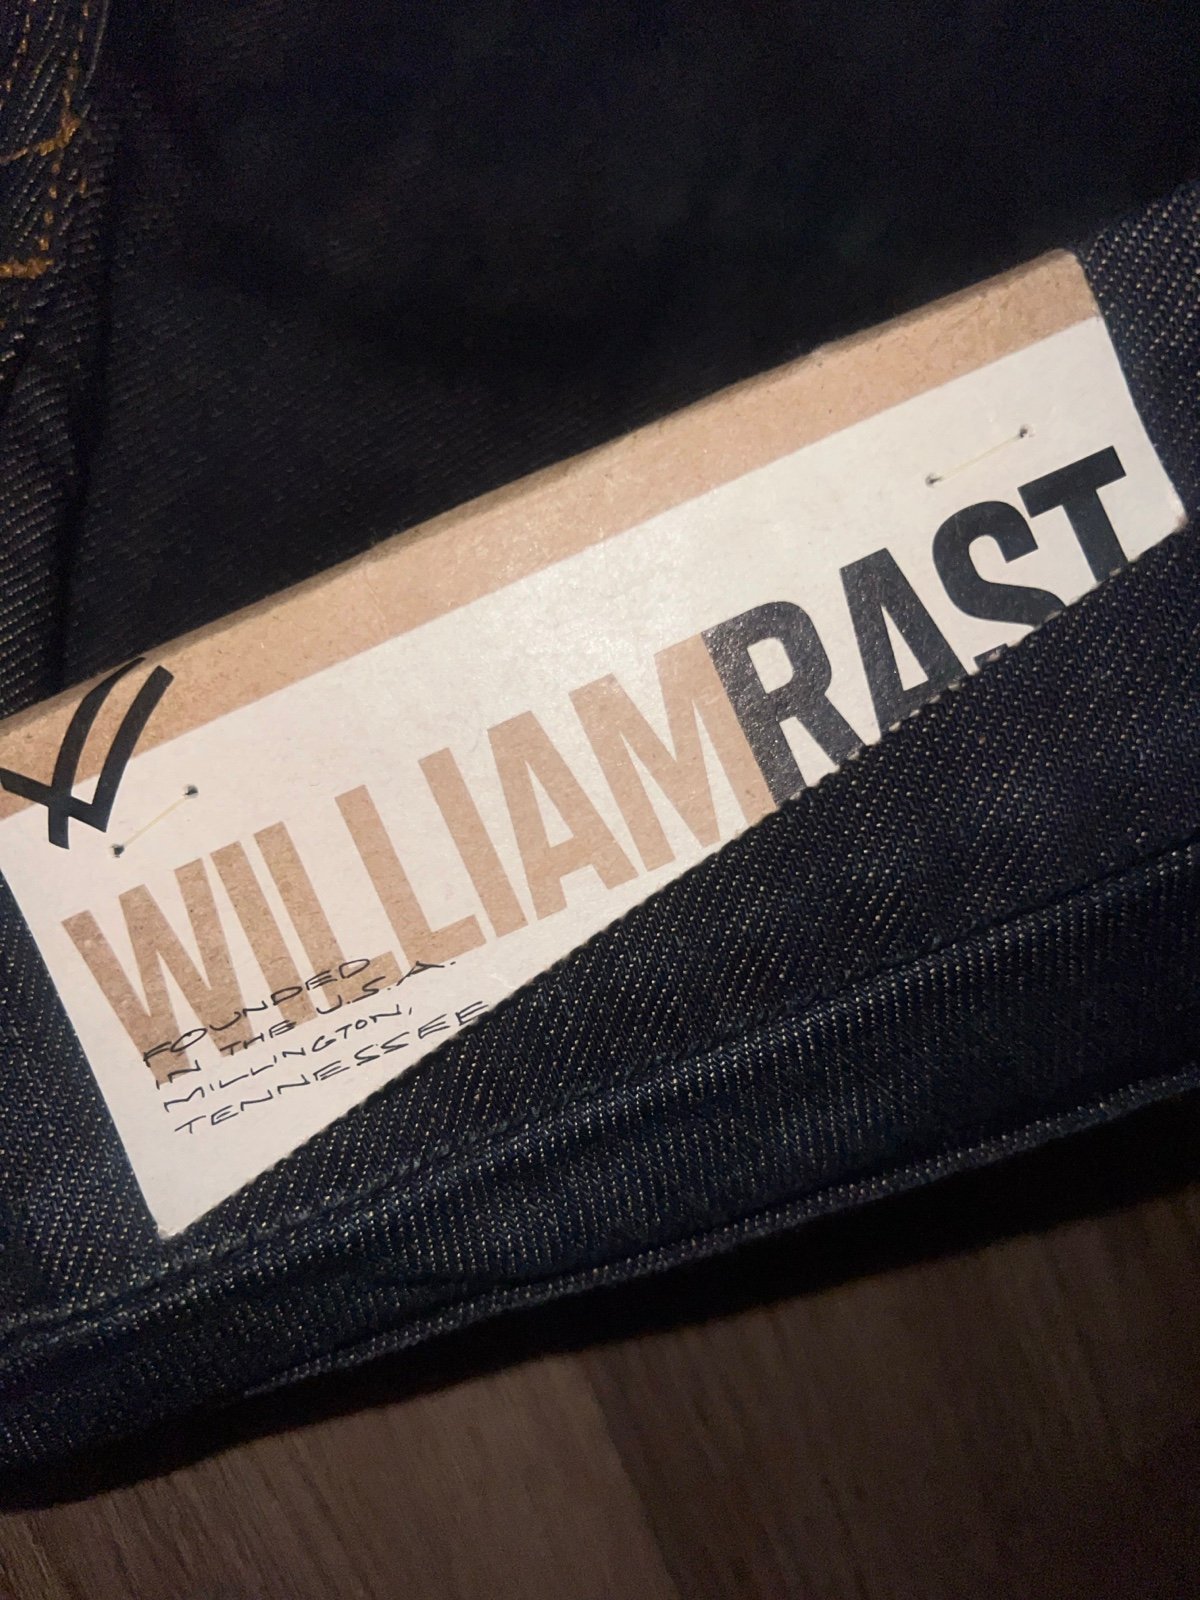 WILLIAMRAST
FOUNDED
IN THE U.S.A.
MILLINGTON,
TENNESSEE